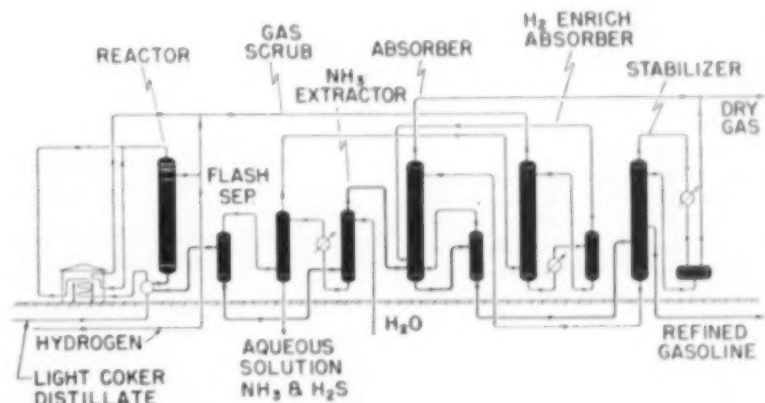 REACTOR
GAS
SCRUB
NH3
EXTRACTOR
ABSORBER
H2 ENRICH
ABSORBER
STABILIZER
DRY
GAS
FLASH
SEP.
HYDROGEN
LIGHT COKER
DISTILLATE
AQUEOUS
SOLUTION
NH3 & H2S
H2O
REFINED
GASOLINE